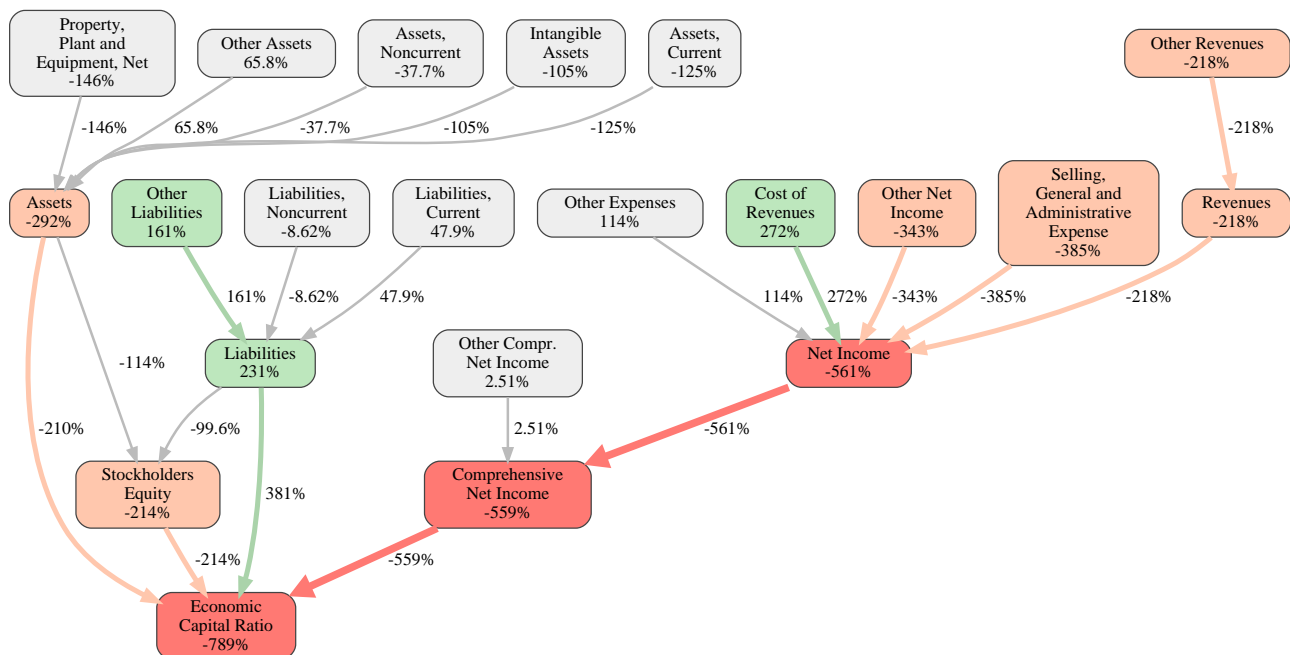 Property,
Plant and
Equipment, Net
-146%
Other Assets
65.8%
Assets,
Noncurrent
-37.7%
Intangible
Assets
-105%
Assets,
Current
-125%
Other Revenues
-218%
-146%
65.8%
-37.7%
-105%
-125%
-218%
Assets
-292%
Other
Liabilities
161%
Liabilities,
Noncurrent
-8.62%
Liabilities,
Current
47.9%
Other Expenses
114%
Cost of
Revenues
272%
Other Net
Income
-343%
Selling,
General and
Administrative
Expense
-385%
Revenues
-218%
161%
-8.62%
47.9%
114%
272%
-343%
-385%
-218%
-114%
Liabilities
231%
Other Compr.
Net Income
2.51%
Net Income
-561%
-210%
-99.6%
381%
2.51%
-561%
Stockholders
Equity
-214%
Comprehensive
Net Income
-559%
-214%
-559%
Economic
Capital Ratio
-789%